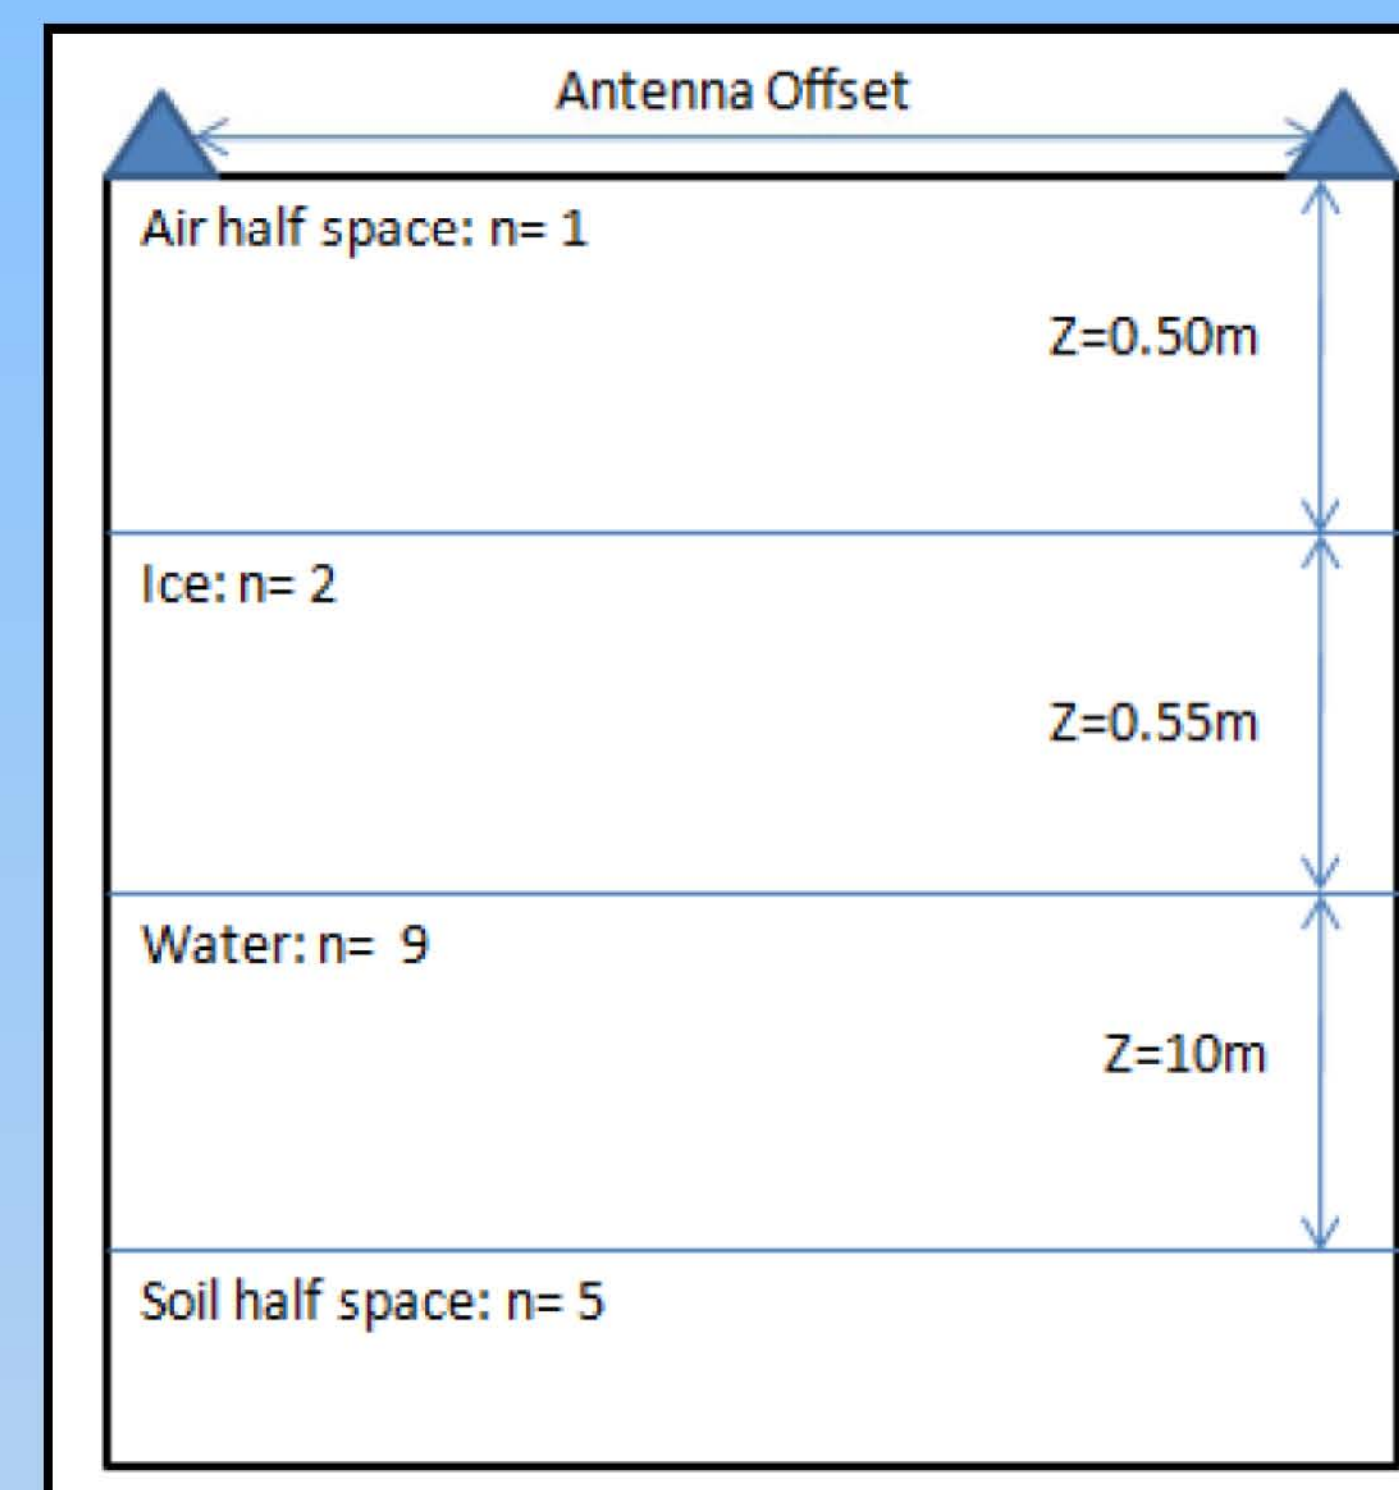 Antenna Offset
Air half space: n= 1
Z=0.50m
Ice: n= 2
Z=0.55m
Water: n=  9
Z=10m
Soil half space: n= 5